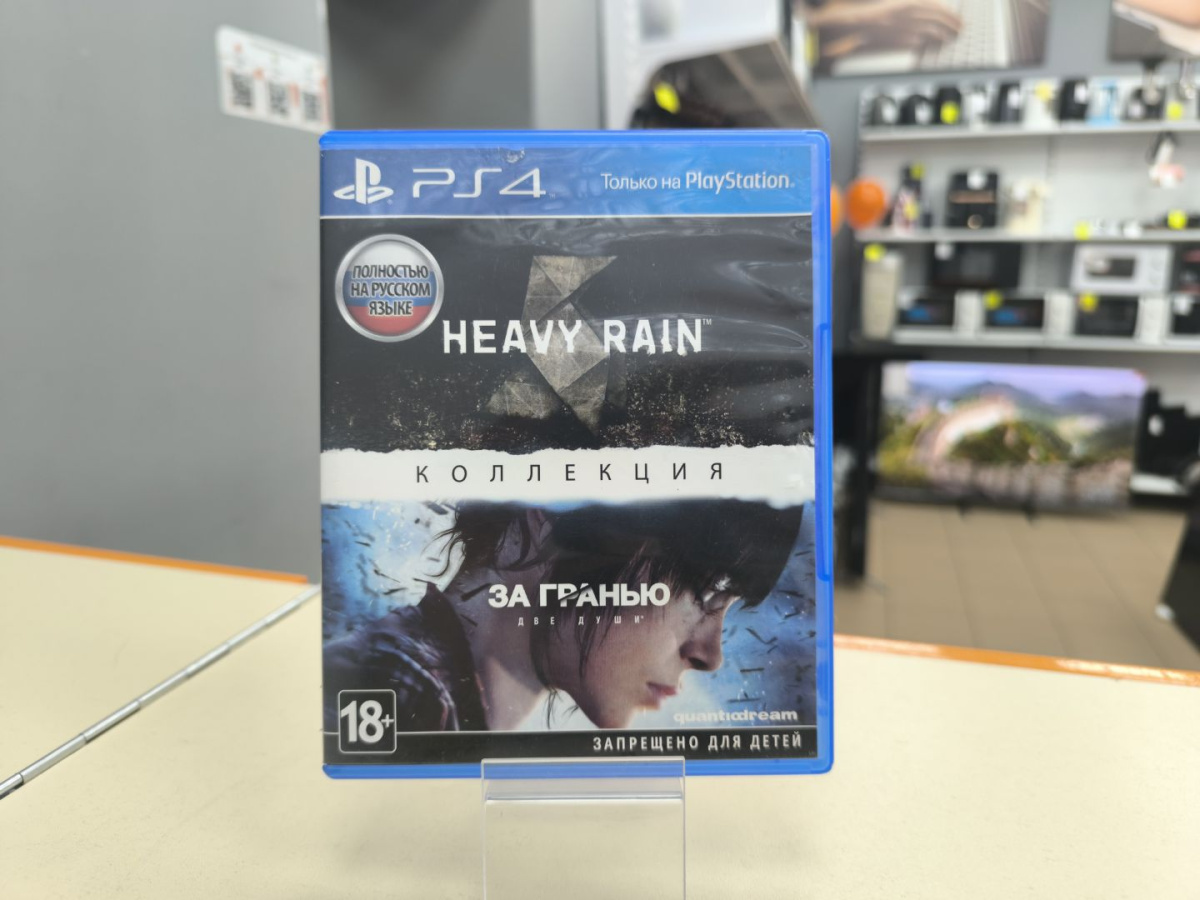 PS4
Только на PlayStation
ПОЛНОСТЬЮ
НА РУССКОМ
ЯЗЫКЕ
HEAVY RAIN™
КОЛЛЕКЦИЯ
ЗА ГРАНЬЮ
ДВЕ ДУШИ
quanticdream
18+
ЗАПРЕЩЕНО ДЛЯ ДЕТЕЙ